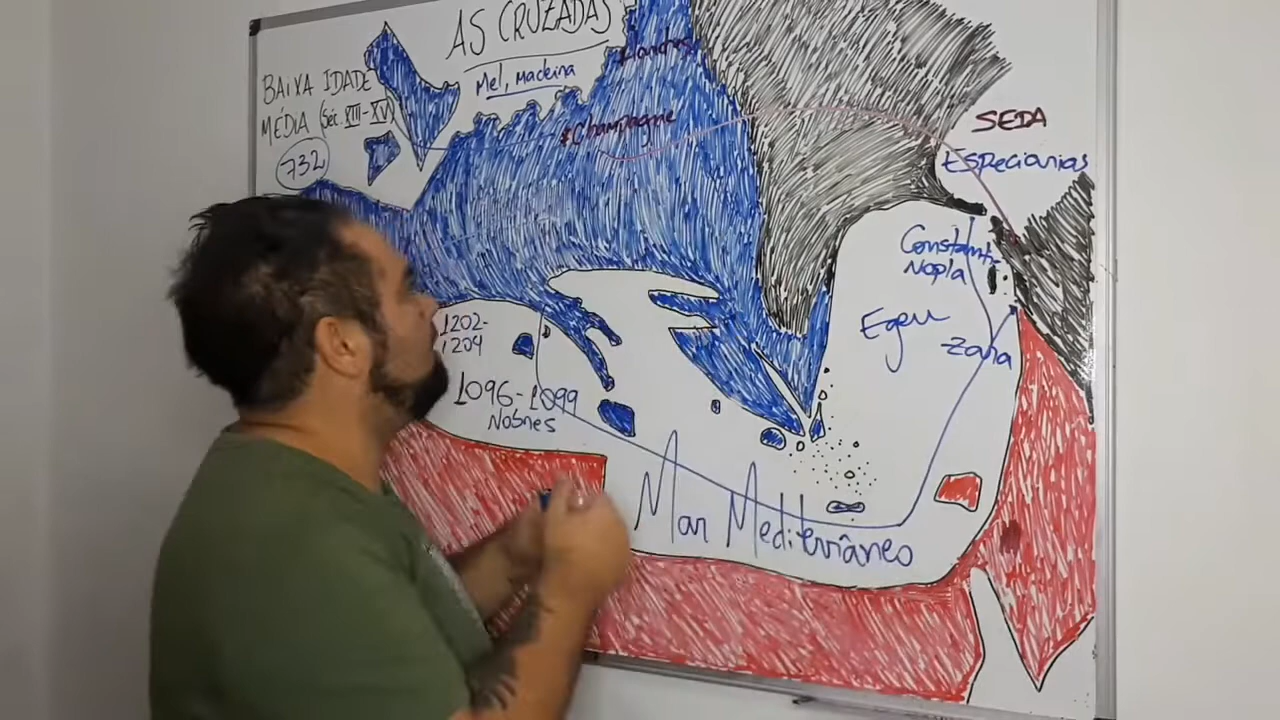 AS CRUZADAS
Mel, Madeira
BAIXA IDADE
MÉDIA (Séc. XIII-XV)
732
Flandres
Champagne
SEDA
Especiarias
Constanti-
nopla
Egeu
Zara
1202-
1204
1096-1099
Nobres
Mar Mediterrâneo